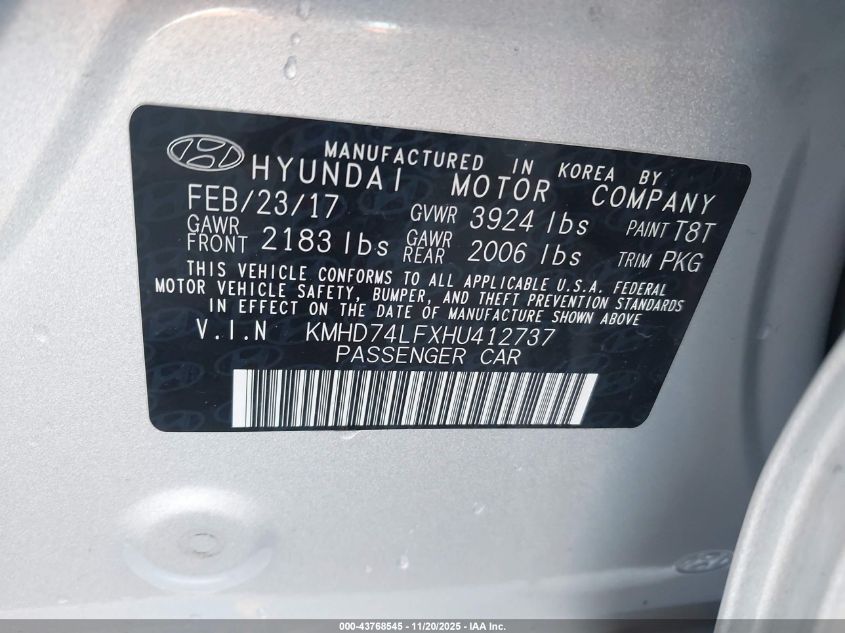 MANUFACTURED IN KOREA BY
HYUNDAI MOTOR COMPANY
FEB/23/17 GVWR 3924 lbs PAINT T8T
GAWR FRONT 2183 lbs GAWR REAR 2006 lbs TRIM PKG
THIS VEHICLE CONFORMS TO ALL APPLICABLE U.S.A. FEDERAL
MOTOR VEHICLE SAFETY, BUMPER, AND THEFT PREVENTION STANDARDS
IN EFFECT ON THE DATE OF MANUFACTURE SHOWN ABOVE
V.I.N KMHD74LFXHU412737
PASSENGER CAR
000-43768545 - 11/20/2025 - IAA Inc.